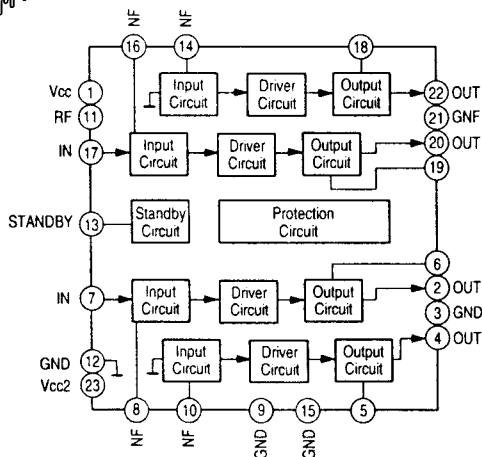 NF
NF
16
14
18
Input Circuit
Driver Circuit
Output Circuit
Vcc
1
22
OUT
RF
11
21
GNF
IN
17
Input Circuit
Driver Circuit
Output Circuit
20
OUT
19
STANDBY
13
Standby Circuit
Protection Circuit
6
IN
7
Input Circuit
Driver Circuit
Output Circuit
2
OUT
3
GND
GND
12
Input Circuit
Driver Circuit
Output Circuit
4
OUT
Vcc2
23
8
10
9
15
5
NF
NF
GND
GND